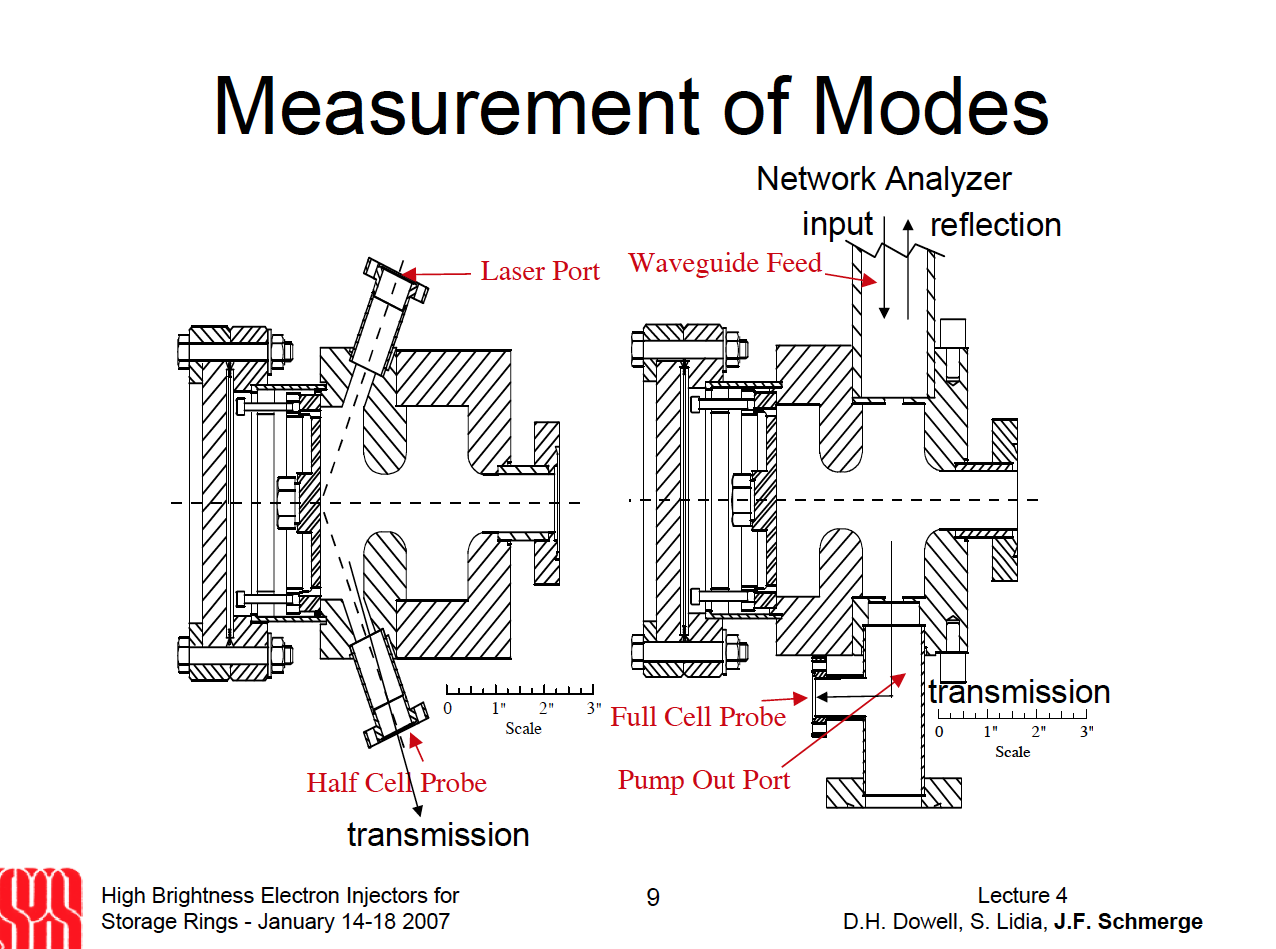 Measurement of Modes
Network Analyzer
input
reflection
Laser Port
Waveguide Feed
0 1" 2" 3"
Scale
Half Cell Probe
transmission
Full Cell Probe
Pump Out Port
transmission
0 1" 2" 3"
Scale
High Brightness Electron Injectors for
Storage Rings - January 14-18 2007
9
Lecture 4
D.H. Dowell, S. Lidia, J.F. Schmerge